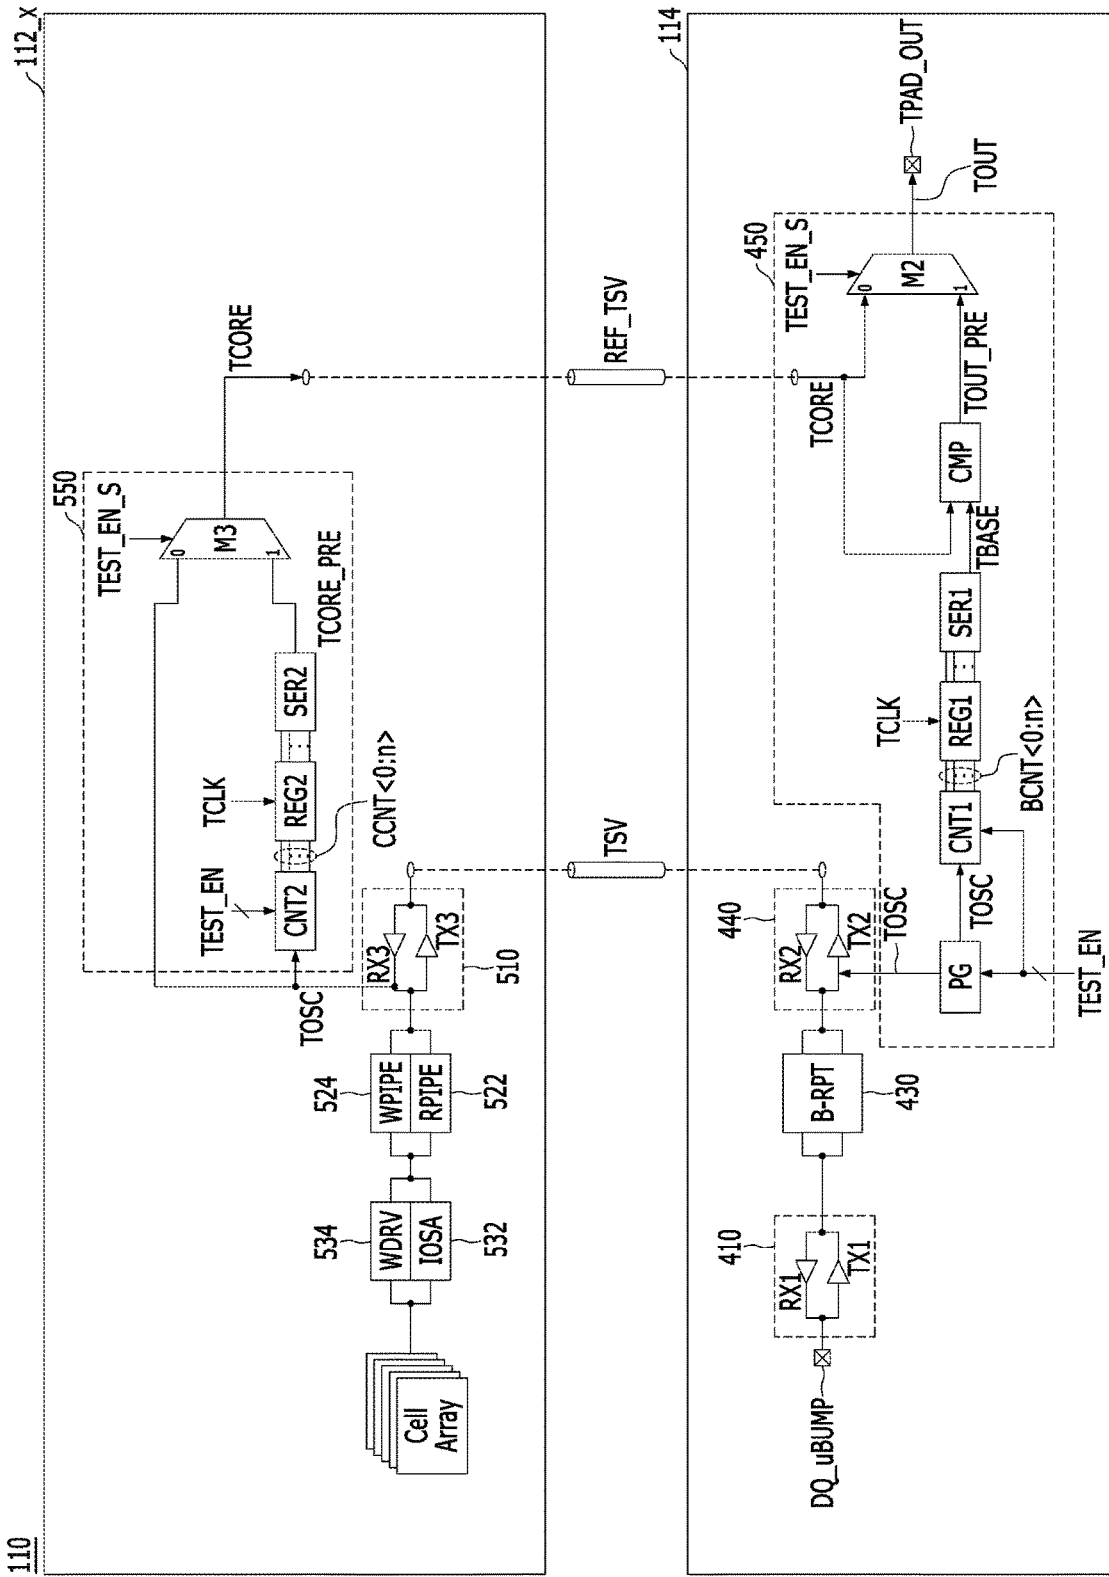 110
112_x
550
TEST_EN_S
M3
0
1
TCORE
TCORE_PRE
SER2
TCLK
REG2
CCNT<0:n>
TEST_EN
CNT2
TOSC
RX3
TX3
510
524
WPIPE
RPIPE
522
534
WDRV
IOSA
532
Cell
Array
TSV
REF_TSV
114
TPAD_OUT
TOUT
450
TEST_EN_S
M2
0
1
TCORE
TOUT_PRE
CMP
TBASE
SER1
TCLK
REG1
BCNT<0:n>
CNT1
TOSC
TOSC
PG
TEST_EN
440
RX2
TX2
B-RPT
430
410
RX1
TX1
DQ_uBUMP